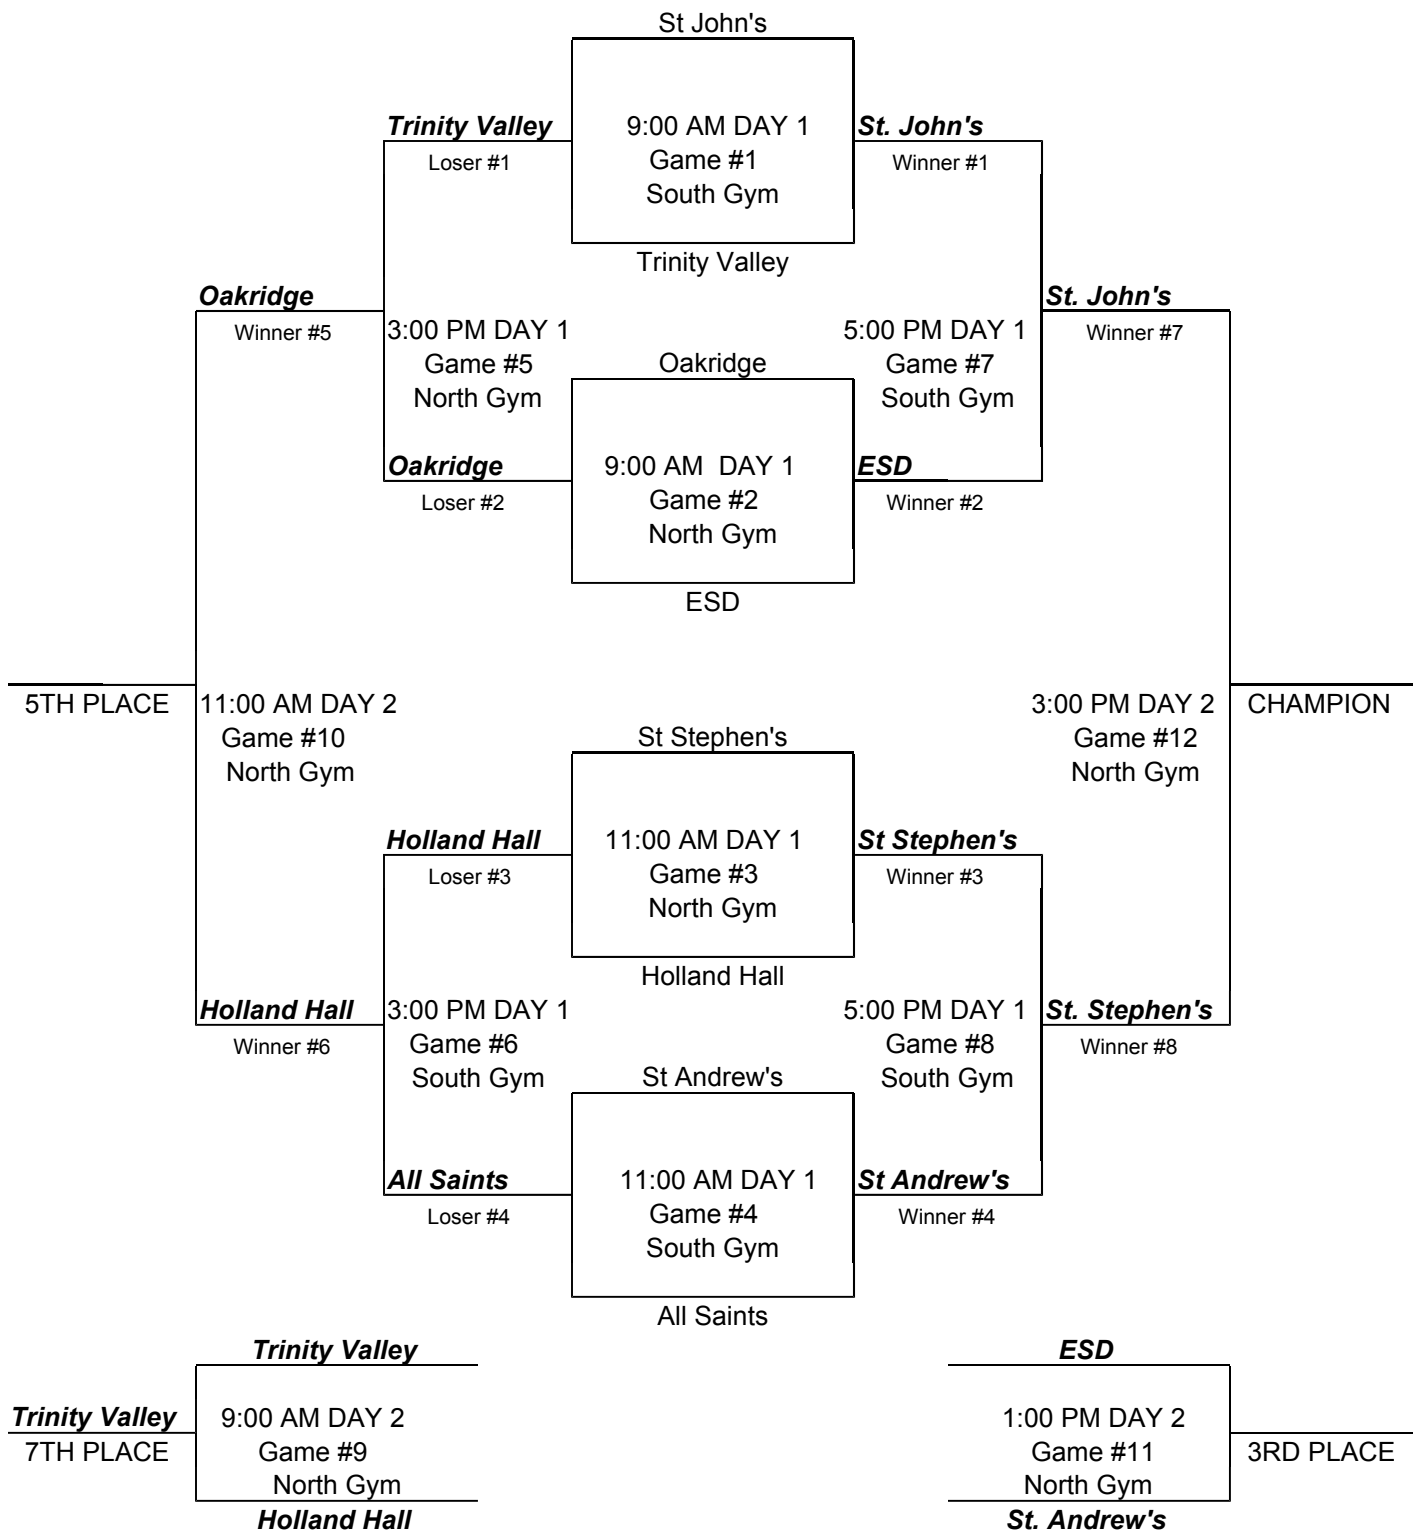 St John's
Trinity Valley
9:00 AM DAY 1
St. John's
Loser #1
Game #1
Winner #1
South Gym
Trinity Valley
Oakridge
St. John's
Winner #5
3:00 PM DAY 1
5:00 PM DAY 1
Winner #7
Game #5
Oakridge
Game #7
North Gym
South Gym
Oakridge
9:00 AM  DAY 1
ESD
Loser #2
Game #2
Winner #2
North Gym
ESD
5TH PLACE
11:00 AM DAY 2
3:00 PM DAY 2
CHAMPION
Game #10
St Stephen's
Game #12
North Gym
North Gym
Holland Hall
11:00 AM DAY 1
St Stephen's
Loser #3
Game #3
Winner #3
North Gym
Holland Hall
Holland Hall
3:00 PM DAY 1
5:00 PM DAY 1
St. Stephen's
Winner #6
Game #6
Game #8
Winner #8
South Gym
St Andrew's
South Gym
All Saints
11:00 AM DAY 1
St Andrew's
Loser #4
Game #4
Winner #4
South Gym
All Saints
Trinity Valley
ESD
Trinity Valley
9:00 AM DAY 2
1:00 PM DAY 2
7TH PLACE
Game #9
Game #11
3RD PLACE
North Gym
North Gym
Holland Hall
St. Andrew's